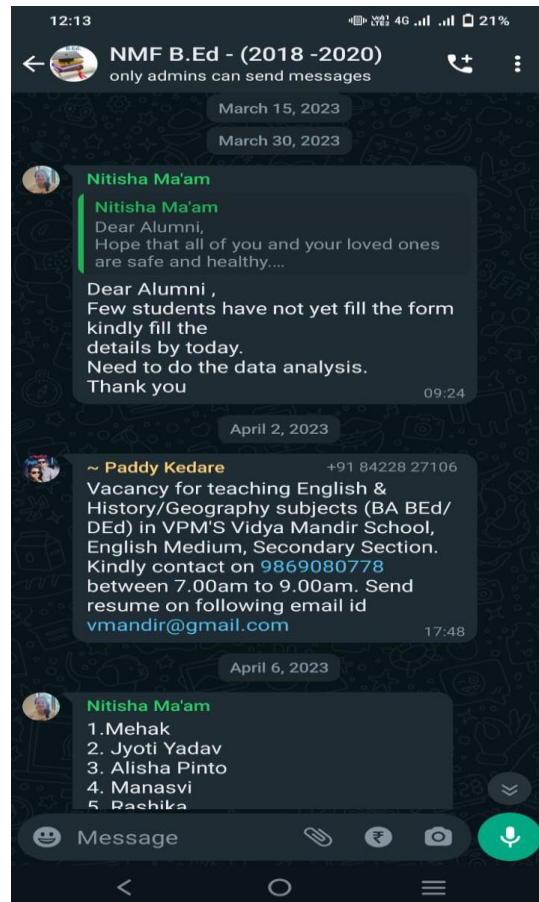 12:13
4G 21%
NMF B.Ed - (2018 -2020)
only admins can send messages
March 15, 2023
March 30, 2023
Nitisha Ma'am
Nitisha Ma'am
Dear Alumni,
Hope that all of you and your loved ones
are safe and healthy....
Dear Alumni ,
Few students have not yet fill the form
kindly fill the
details by today.
Need to do the data analysis.
Thank you
09:24
April 2, 2023
~ Paddy Kedare +91 84228 27106
Vacancy for teaching English &
History/Geography subjects (BA BEd/
DEd) in VPM'S Vidya Mandir School,
English Medium, Secondary Section.
Kindly contact on 9869080778
between 7.00am to 9.00am. Send
resume on following email id
vmandir@gmail.com
17:48
April 6, 2023
Nitisha Ma'am
1.Mehak
2. Jyoti Yadav
3. Alisha Pinto
4. Manasvi
5. Rashika
Message